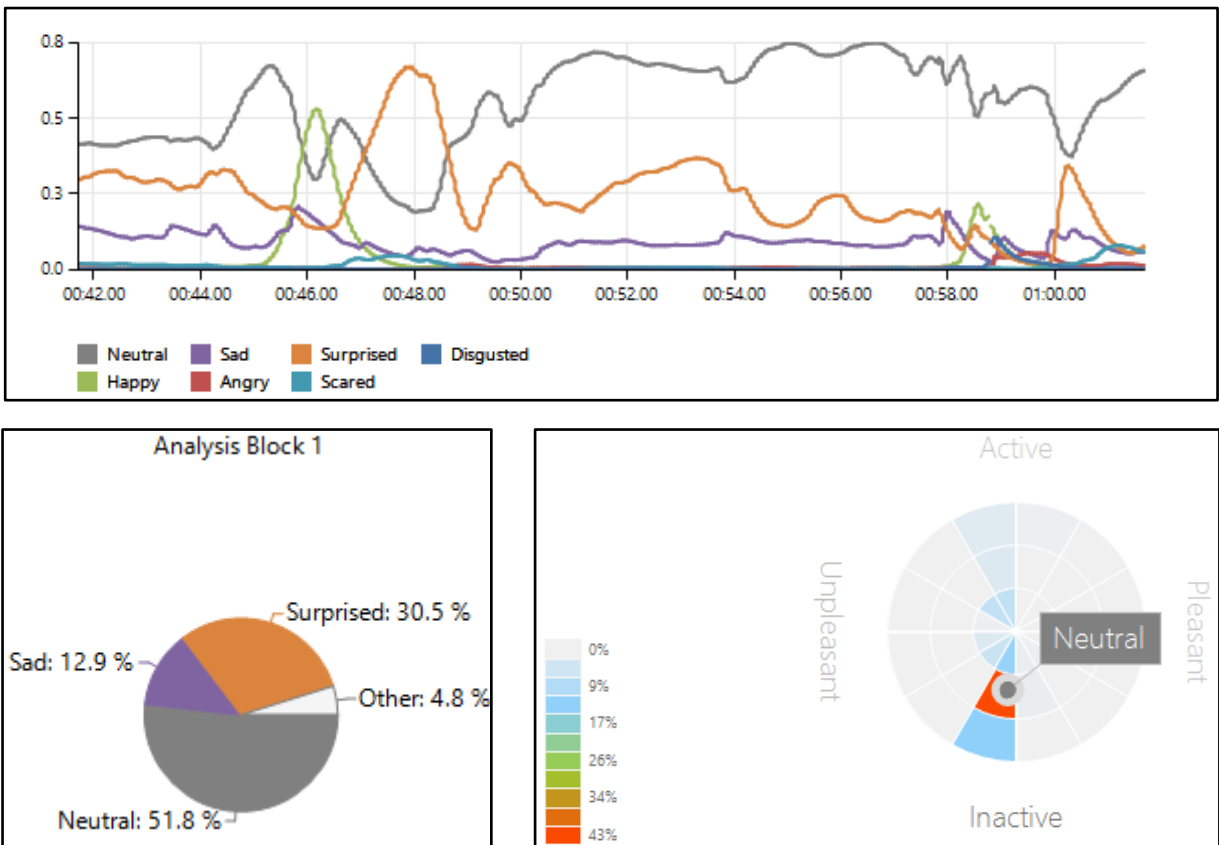 0.8
0.5
0.3
0.0
00:42.00 00:44.00 00:46.00 00:48.00 00:50.00 00:52.00 00:54.00 00:56.00 00:58.00 01:00.00
Neutral Sad Surprised Disgusted
Happy Angry Scared
Analysis Block 1
Surprised: 30.5 %
Sad: 12.9 %
Other: 4.8 %
Neutral: 51.8 %
Active
Unpleasant
Pleasant
Neutral
Inactive
0%
9%
17%
26%
34%
43%